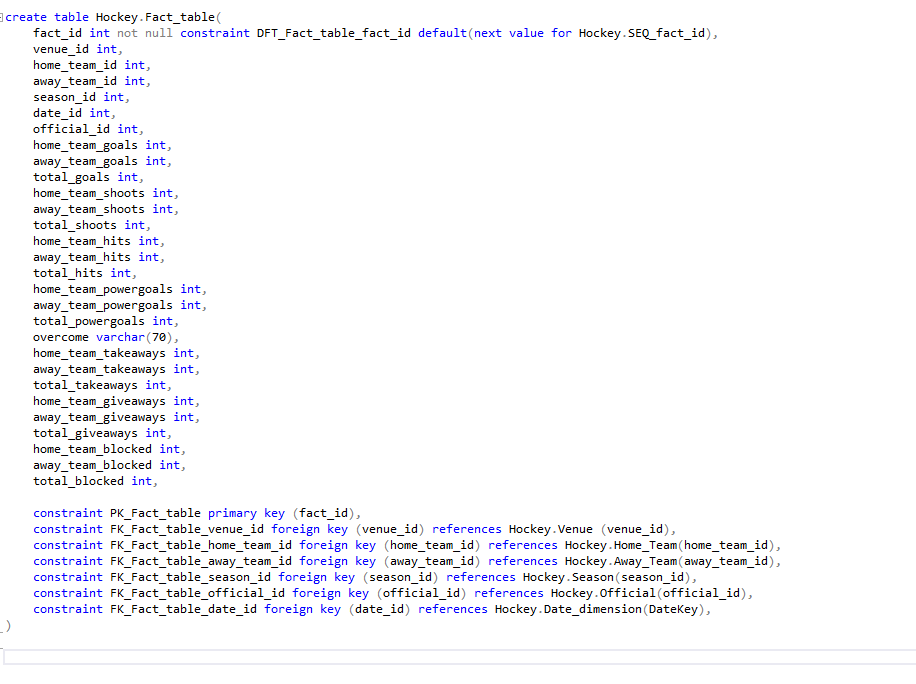 create table Hockey.Fact_table(
fact_id int not null constraint DFT_Fact_table_fact_id default(next value for Hockey.SEQ_fact_id),
venue_id int,
home_team_id int,
away_team_id int,
season_id int,
date_id int,
official_id int,
home_team_goals int,
away_team_goals int,
total_goals int,
home_team_shoots int,
away_team_shoots int,
total_shoots int,
home_team_hits int,
away_team_hits int,
total_hits int,
home_team_powergoals int,
away_team_powergoals int,
total_powergoals int,
overcome varchar(70),
home_team_takeaways int,
away_team_takeaways int,
total_takeaways int,
home_team_giveaways int,
away_team_giveaways int,
total_giveaways int,
home_team_blocked int,
away_team_blocked int,
total_blocked int,
constraint PK_Fact_table primary key (fact_id),
constraint FK_Fact_table_venue_id foreign key (venue_id) references Hockey.Venue (venue_id),
constraint FK_Fact_table_home_team_id foreign key (home_team_id) references Hockey.Home_Team(home_team_id),
constraint FK_Fact_table_away_team_id foreign key (away_team_id) references Hockey.Away_Team(away_team_id),
constraint FK_Fact_table_season_id foreign key (season_id) references Hockey.Season(season_id),
constraint FK_Fact_table_official_id foreign key (official_id) references Hockey.Official(official_id),
constraint FK_Fact_table_date_id foreign key (date_id) references Hockey.Date_dimension(DateKey),
)